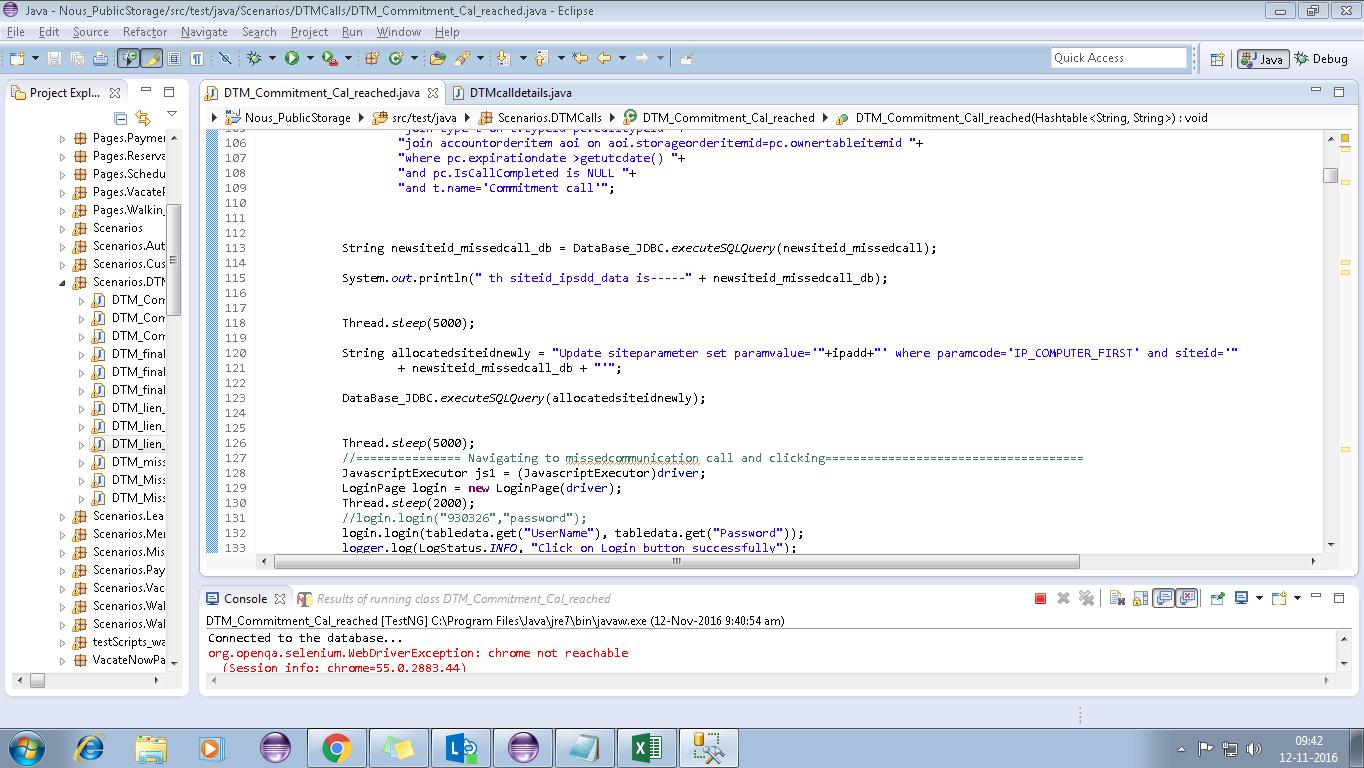 Java - Nous_PublicStorage/src/test/java/Scenarios/DTMCalls/DTM_Commitment_Cal_reached.java - Eclipse
File Edit Source Refactor Navigate Search Project Run Window Help
Quick Access Java Debug
Project Expl...
DTM_Commitment_Cal_reached.java DTMcalldetails.java
Nous_PublicStorage src/test/java Scenarios.DTMCalls DTM_Commitment_Cal_reached DTM_Commitment_Call_reached(Hashtable<String, String>) : void
Pages.Paymer
Pages.Reserva
Pages.Schedu
Pages.VacateF
Pages.Walkin_
Scenarios
Scenarios.Aut
Scenarios.Cus
Scenarios.DTM
DTM_Com
DTM_Com
DTM_Com
DTM_final
DTM_final
DTM_final
DTM_lien_
DTM_lien_
DTM_lien_
DTM_miss
DTM_Miss
DTM_Miss
Scenarios.Lea
Scenarios.Mer
Scenarios.Mis
Scenarios.Pay
Scenarios.Vac
Scenarios.Wal
Scenarios.Wal
testScripts_wa
VacateNowPa
105 "join type t on t.typeid=pc.calltypeid "+
106 "join accountorderitem aoi on aoi.storageorderitemid=pc.ownertableitemid "+
107 "where pc.expirationdate >getutcdate() "+
108 "and pc.IsCallCompleted is NULL "+
109 "and t.name='Commitment call'";
110
111
112
113 String newsiteid_missedcall_db = DataBase_JDBC.executeSQLQuery(newsiteid_missedcall);
114
115 System.out.println(" th siteid_ipsdd_data is-----" + newsiteid_missedcall_db);
116
117
118 Thread.sleep(5000);
119
120 String allocatedsiteidnewly = "Update siteparameter set paramvalue='"+ipadd+"' where paramcode='IP_COMPUTER_FIRST' and siteid='"
121 + newsiteid_missedcall_db + "'";
122
123 DataBase_JDBC.executeSQLQuery(allocatedsiteidnewly);
124
125
126 Thread.sleep(5000);
127 //=============== Navigating to missedcommunication call and clicking=====================================
128 JavascriptExecutor js1 = (JavascriptExecutor)driver;
129 LoginPage login = new LoginPage(driver);
130 Thread.sleep(2000);
131 //login.login("930326","password");
132 login.login(tabledata.get("UserName"), tabledata.get("Password"));
133 logger.log(LogStatus.INFO, "Click on Login button successfully");
Console Results of running class DTM_Commitment_Cal_reached
DTM_Commitment_Cal_reached [TestNG] C:\Program Files\Java\jre7\bin\javaw.exe (12-Nov-2016 9:40:54 am)
Connected to the database...
org.openqa.selenium.WebDriverException: chrome not reachable
(Session info: chrome=55.0.2883.44)
09:42
12-11-2016